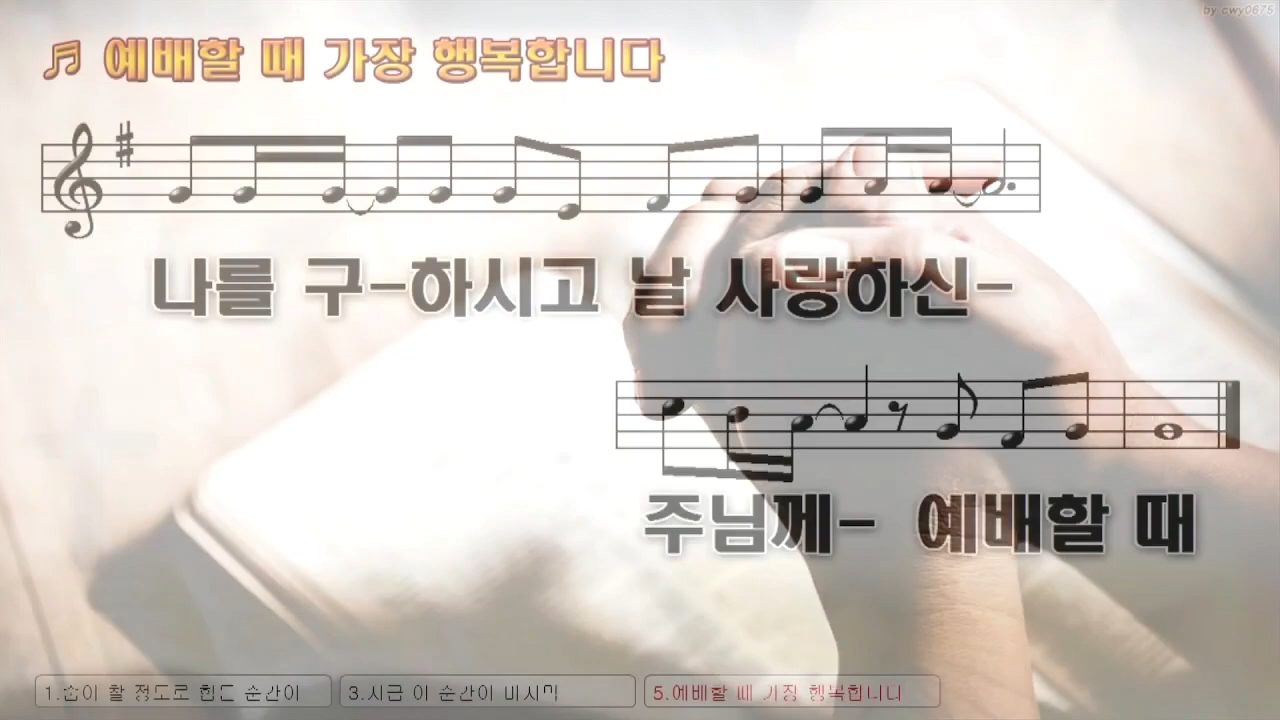 by cwy0675
예배할 때 가장 행복합니다
나를 구-하시고 날 사랑하신-
주님께- 예배할 때
1.숨이 찰 정도로 힘든 순간이
3.지금 이 순간이 마지막
5.예배할 때 가장 행복합니다